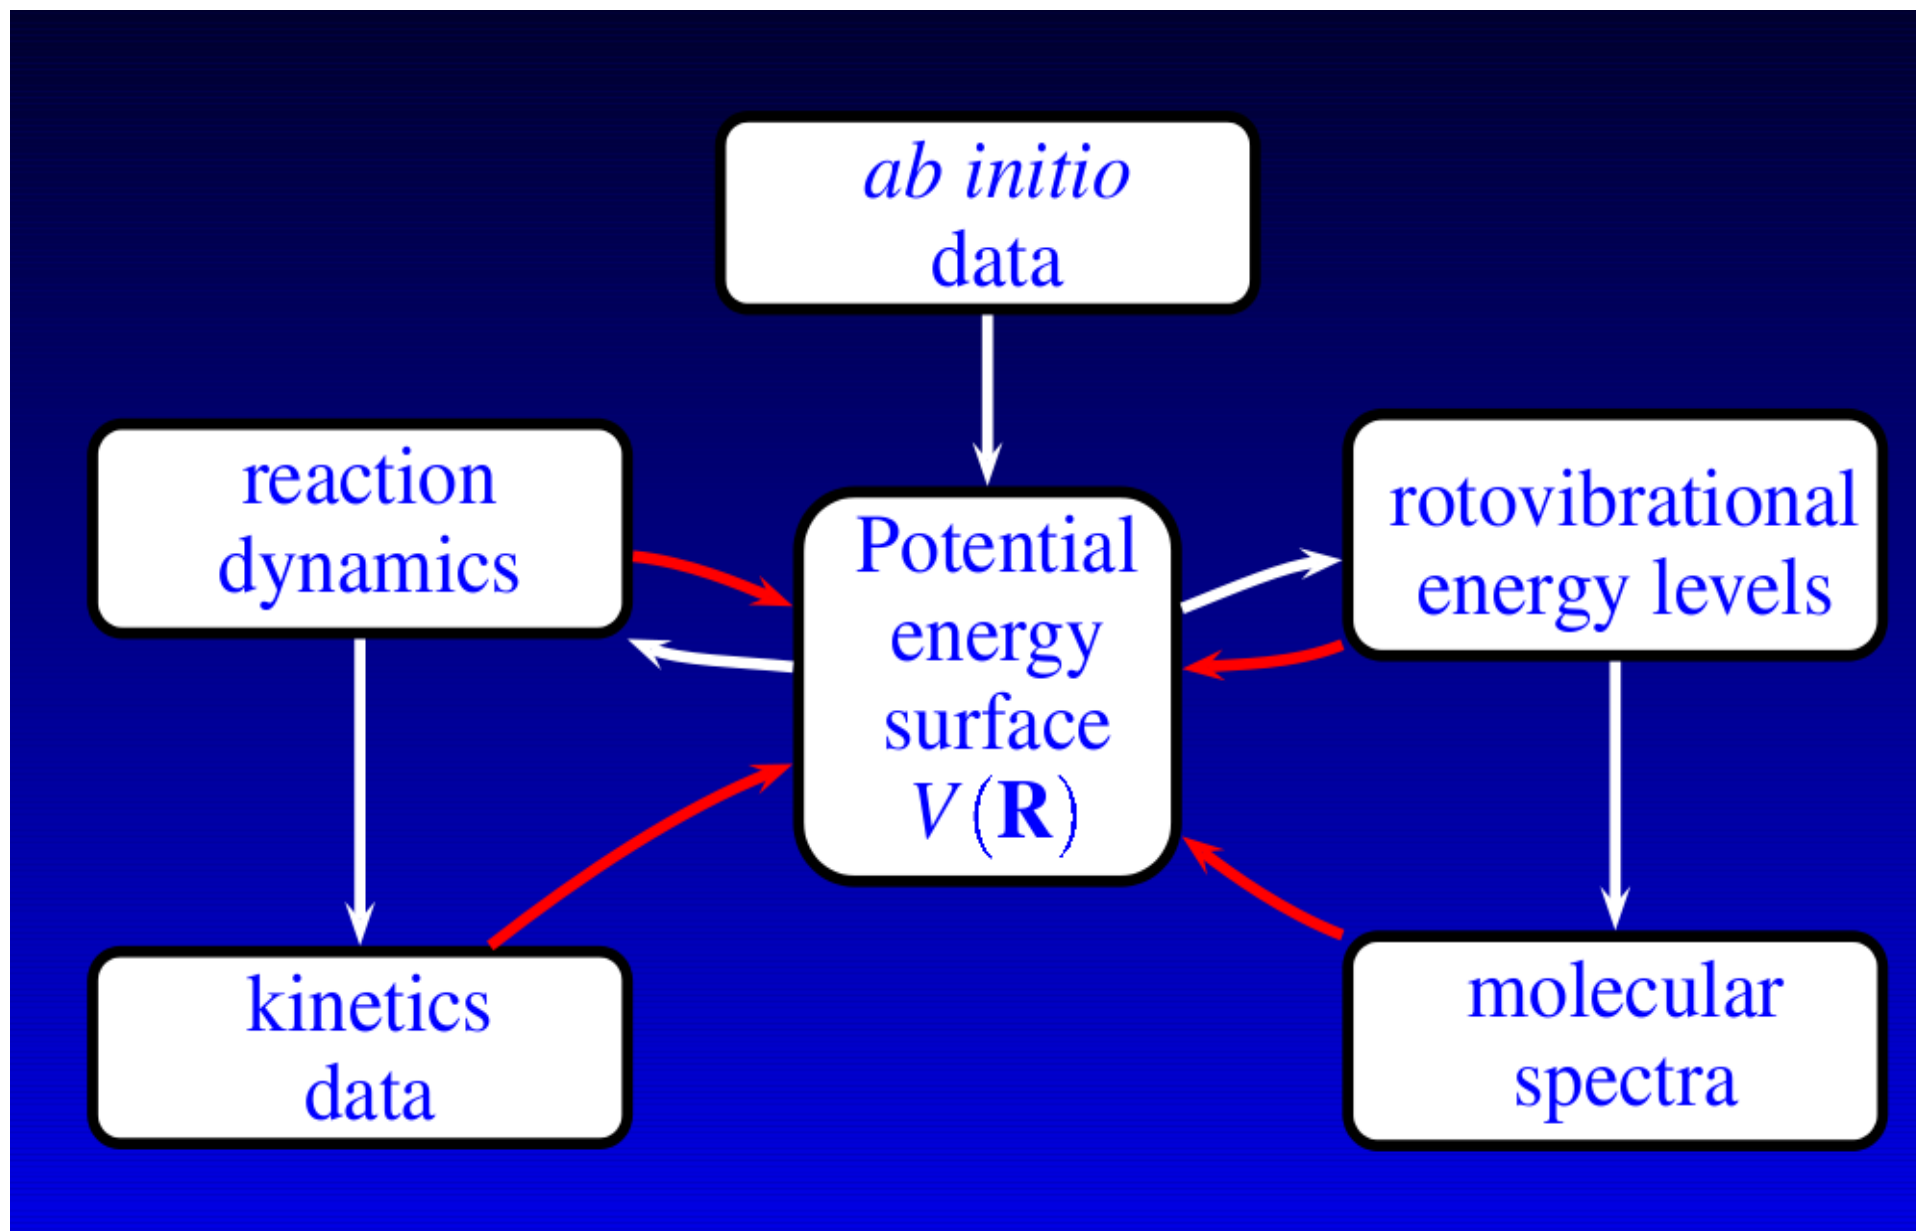 ab initio
data
reaction
dynamics
rotovibrational
energy levels
Potential
energy
surface
V(R)
kinetics
data
molecular
spectra